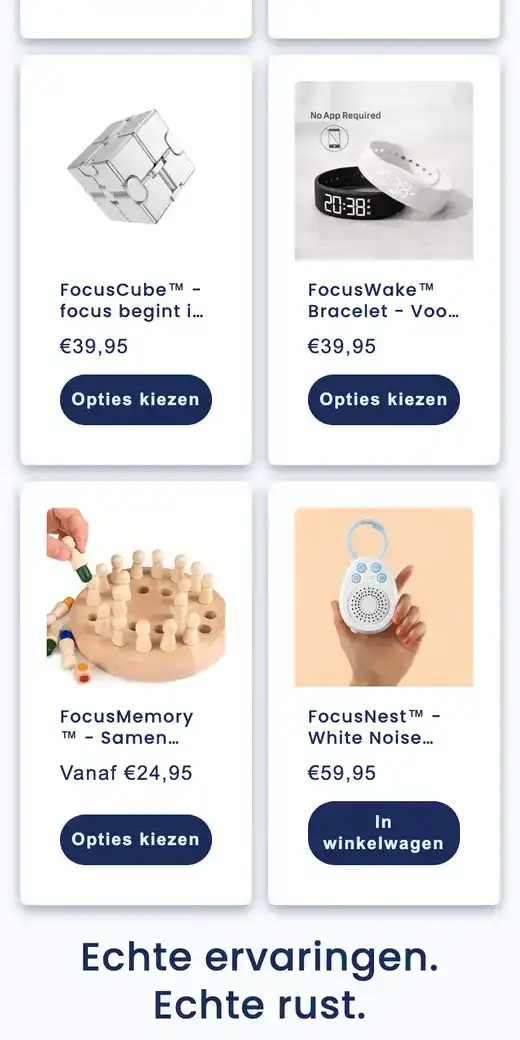 FocusCube™ -
focus begint i…
€39,95
Opties kiezen
No App Required
20:38
FocusWake™
Bracelet - Voo…
€39,95
Opties kiezen
FocusMemory
™ - Samen…
Vanaf €24,95
Opties kiezen
FocusNest™ -
White Noise…
€59,95
In
winkelwagen
Echte ervaringen.
Echte rust.